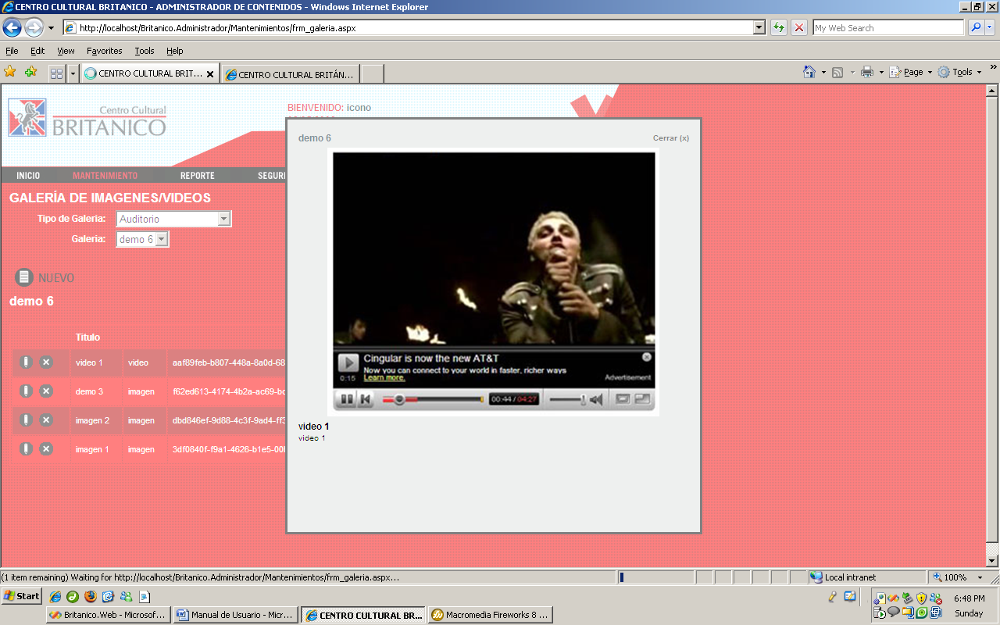 CENTRO CULTURAL BRITANICO - ADMINISTRADOR DE CONTENIDOS - Windows Internet Explorer
http://localhost/Britanico.Administrador/Mantenimientos/frm_galeria.aspx
My Web Search
File Edit View Favorites Tools Help
CENTRO CULTURAL BRIT...
CENTRO CULTURAL BRITÁN...
Page
Tools
Centro Cultural
BRITANICO
BIENVENIDO: icono
demo 6
Cerrar (x)
INICIO MANTENIMIENTO REPORTE SEGURI
GALERÍA DE IMAGENES/VIDEOS
Tipo de Galeria: Auditorio
Galeria: demo 6
NUEVO
demo 6
Titulo
video 1 video aaf89feb-b807-448a-8a0d-68
demo 3 imagen f62ed613-4174-4b2a-ac69-bc
imagen 2 imagen dbd846ef-9d88-4c3f-9ad4-ff3
imagen 1 imagen 3df0840f-f9a1-4626-b1e5-00
Cingular is now the new AT&T
Now you can connect to your world in faster, richer ways
Learn more.
0:15
Advertisement
00:44 / 04:27
video 1
video 1
(1 item remaining) Waiting for http://localhost/Britanico.Administrador/Mantenimientos/frm_galeria.aspx...
Local intranet
100%
Start
6:48 PM
Sunday
Britanico.Web - Microsof...
Manual de Usuario - Micr...
CENTRO CULTURAL BR...
Macromedia Fireworks 8 ...